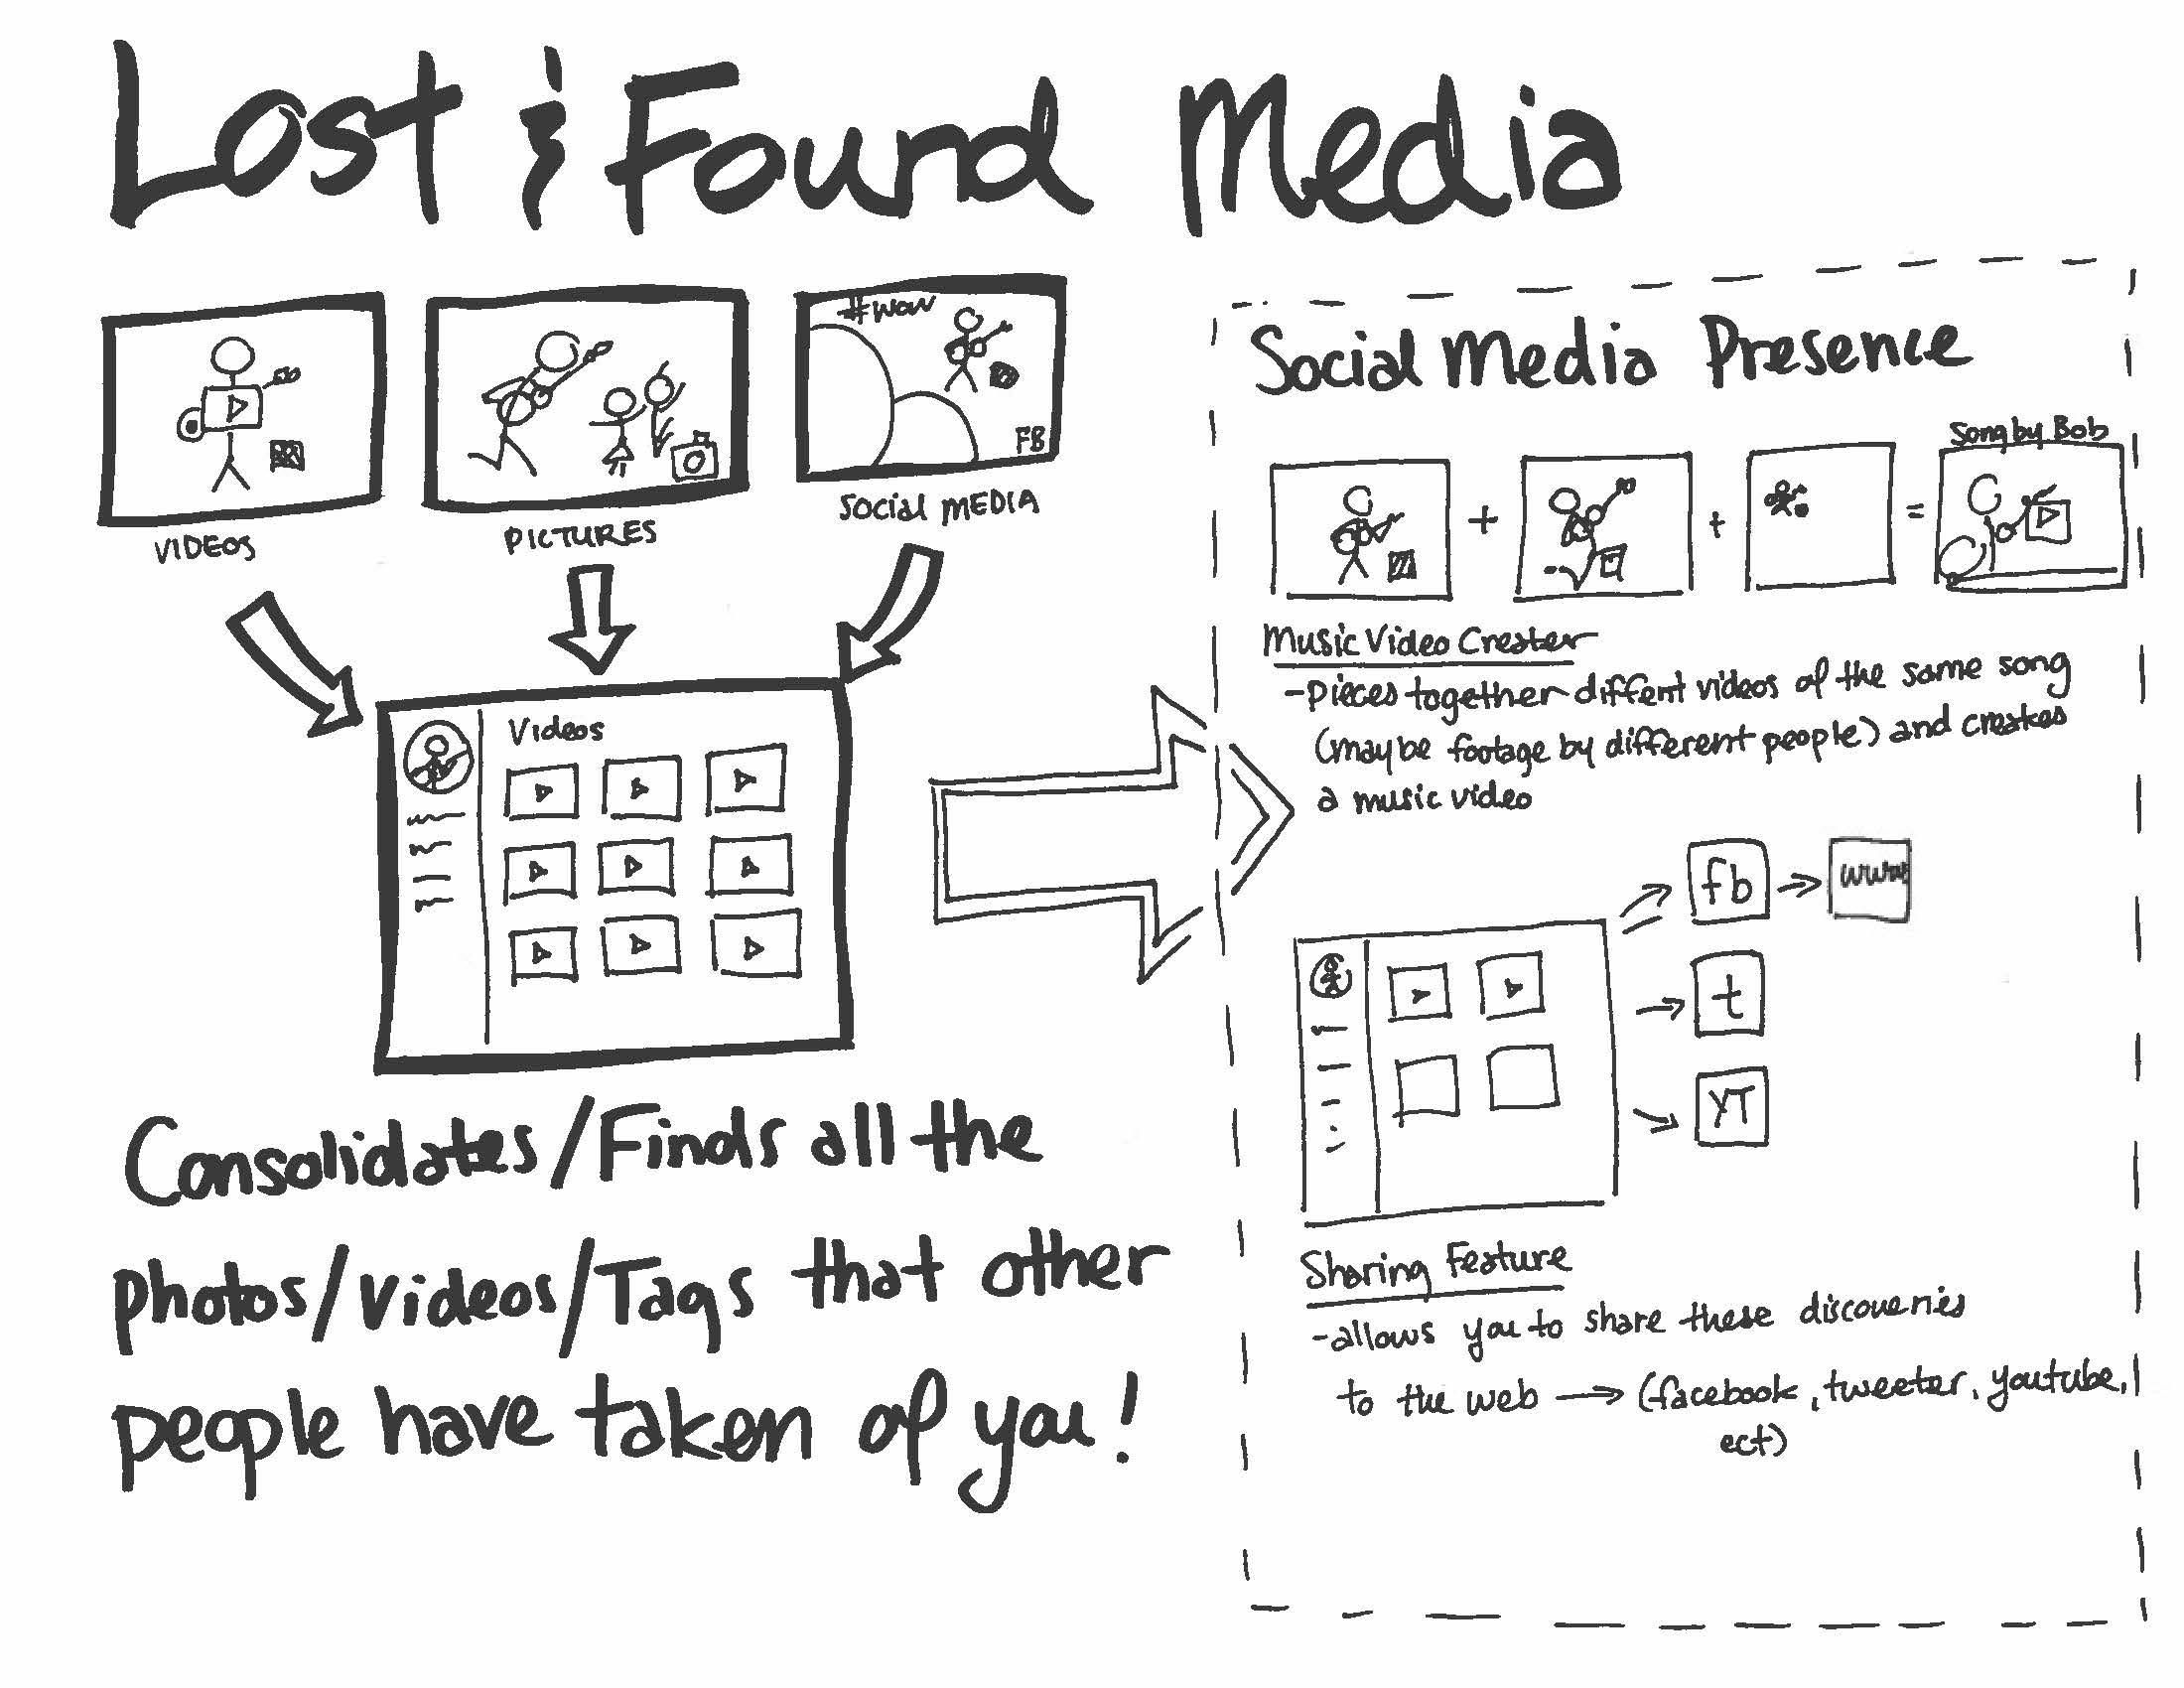 Lost & Found Media
#wow
FB
VIDEOS
PICTURES
SOCIAL MEDIA
Videos
Consolidates/Finds all the
photos/videos/Tags that other
people have taken of you!
Social Media Presence
Song by Bob
+
+
=
Music Video Creater
-pieces together diffent videos of the same song
(maybe footage by different people) and creates
a music video
fb
www
t
YT
Sharing Feature
-allows you to share these discoveries
to the web → (facebook, tweeter, youtube,
ect)